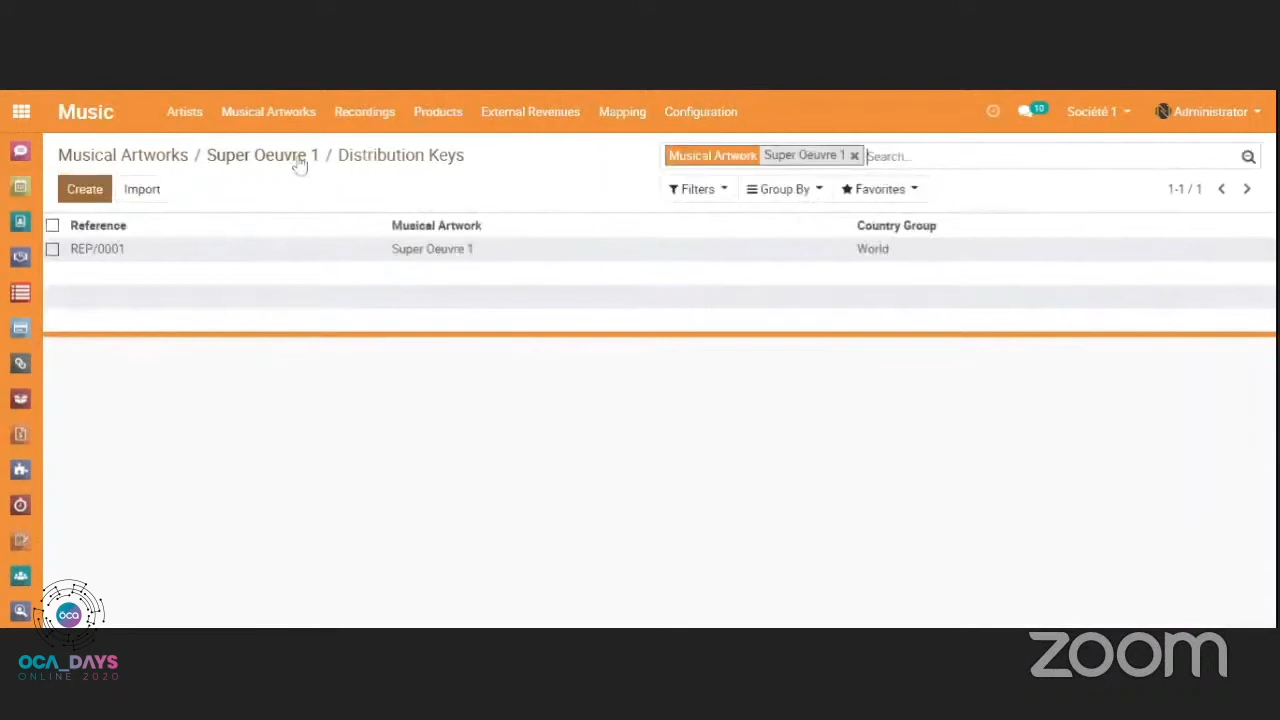 Music Artists Musical Artworks Recordings Products External Revenues Mapping Configuration 10 Société 1 Administrator
Musical Artworks / Super Oeuvre 1 / Distribution Keys
Musical Artwork Super Oeuvre 1 × Search...
Create Import Filters Group By Favorites 1-1 / 1
Reference Musical Artwork Country Group
REP/0001 Super Oeuvre 1 World
oca
OCA_DAYS
ONLINE 2020
zoom